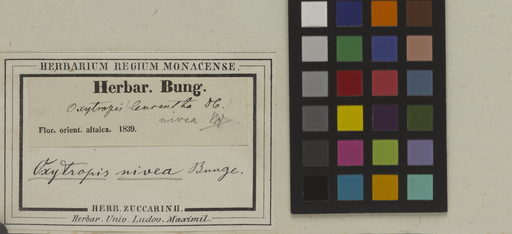 HERBARIUM REGIUM MONACENSE.
Herbar. Bung.
Oxytropis leucantha DC.
nivea Bge.
Flor. orient. altaica. 1839.
Oxytropis nivea Bunge.
HERB. ZUCCARINII.
Herbar. Univ. Ludov. Maximil.